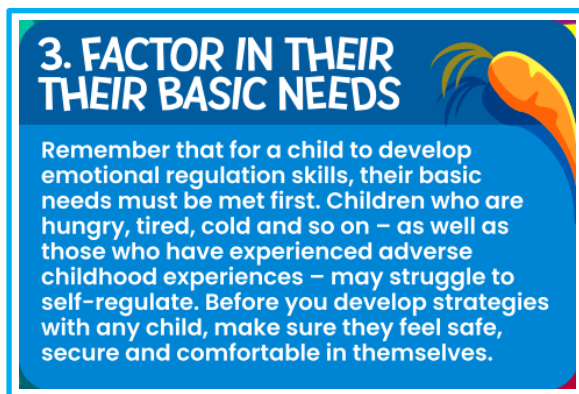 3. FACTOR IN THEIR
THEIR BASIC NEEDS
Remember that for a child to develop
emotional regulation skills, their basic
needs must be met first. Children who are
hungry, tired, cold and so on – as well as
those who have experienced adverse
childhood experiences – may struggle to
self-regulate. Before you develop strategies
with any child, make sure they feel safe,
secure and comfortable in themselves.